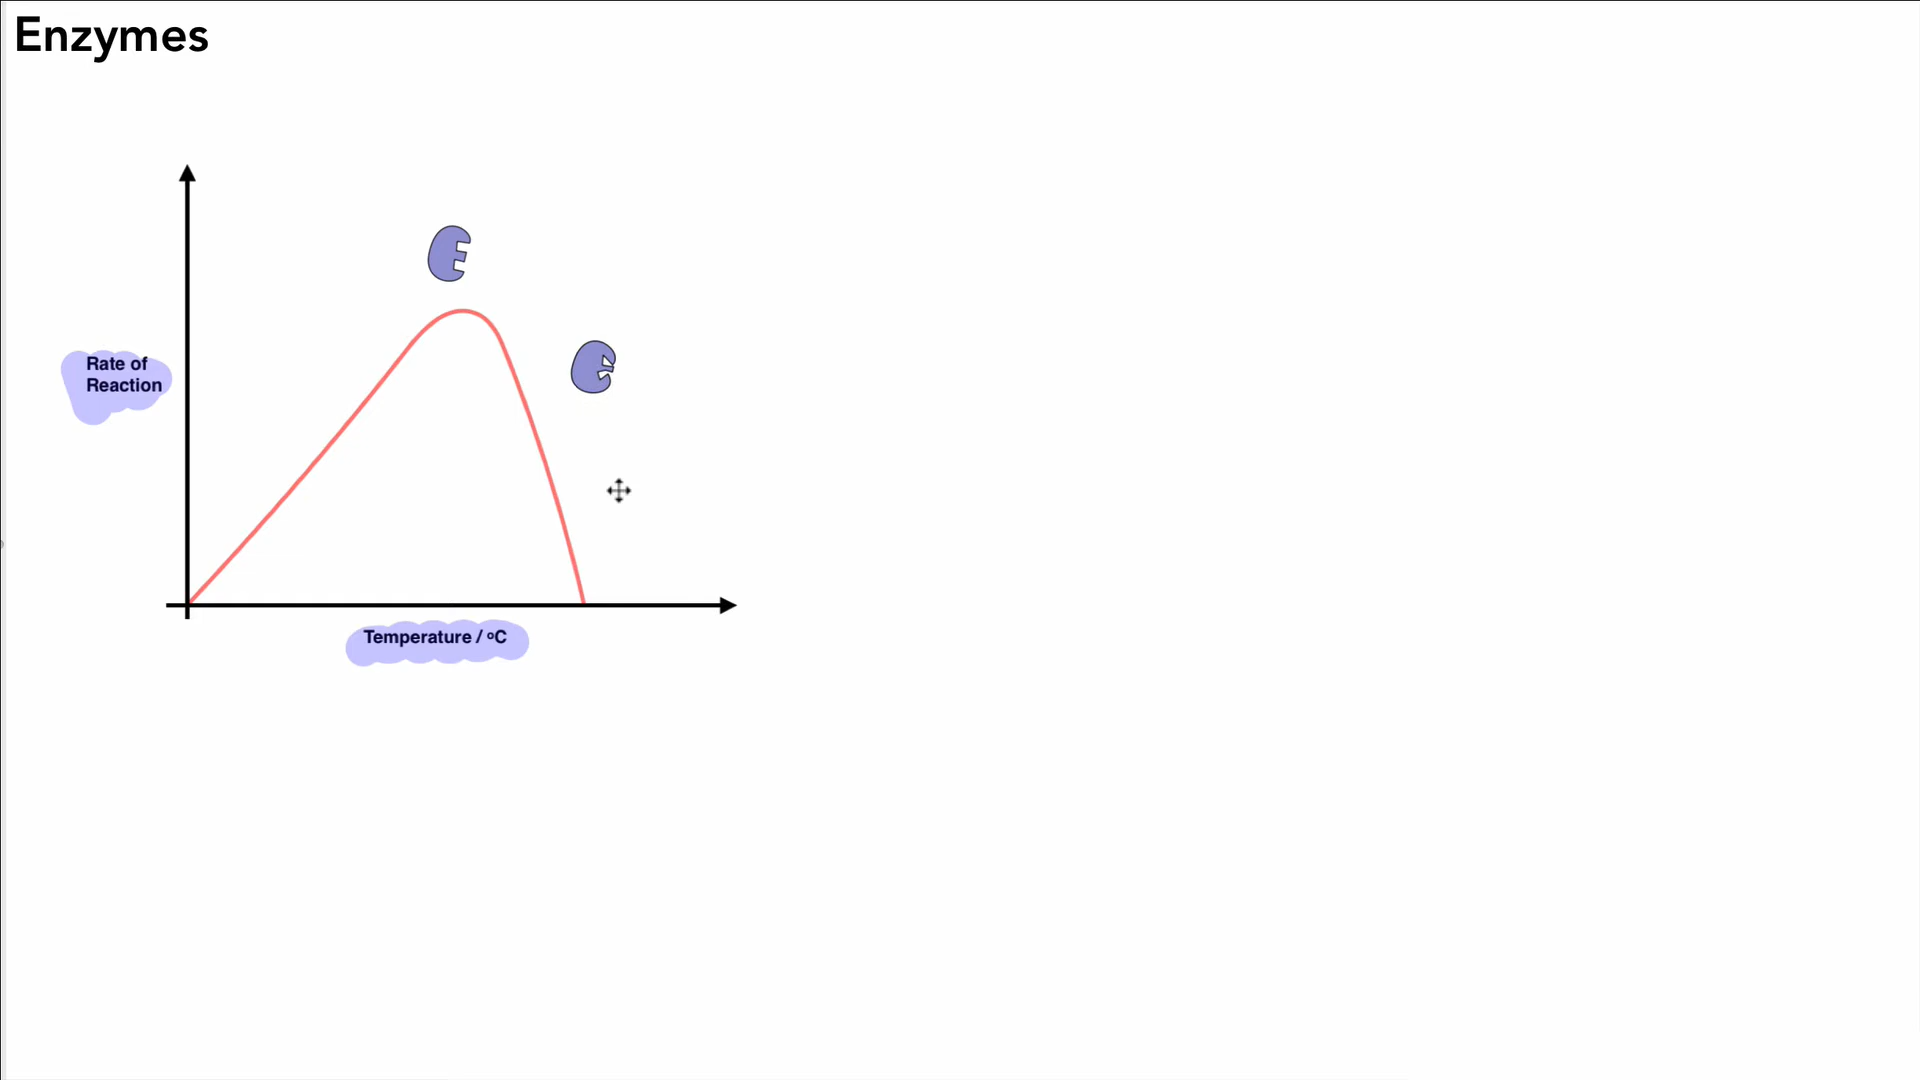 Enzymes
Rate of
Reaction
Temperature / ºC